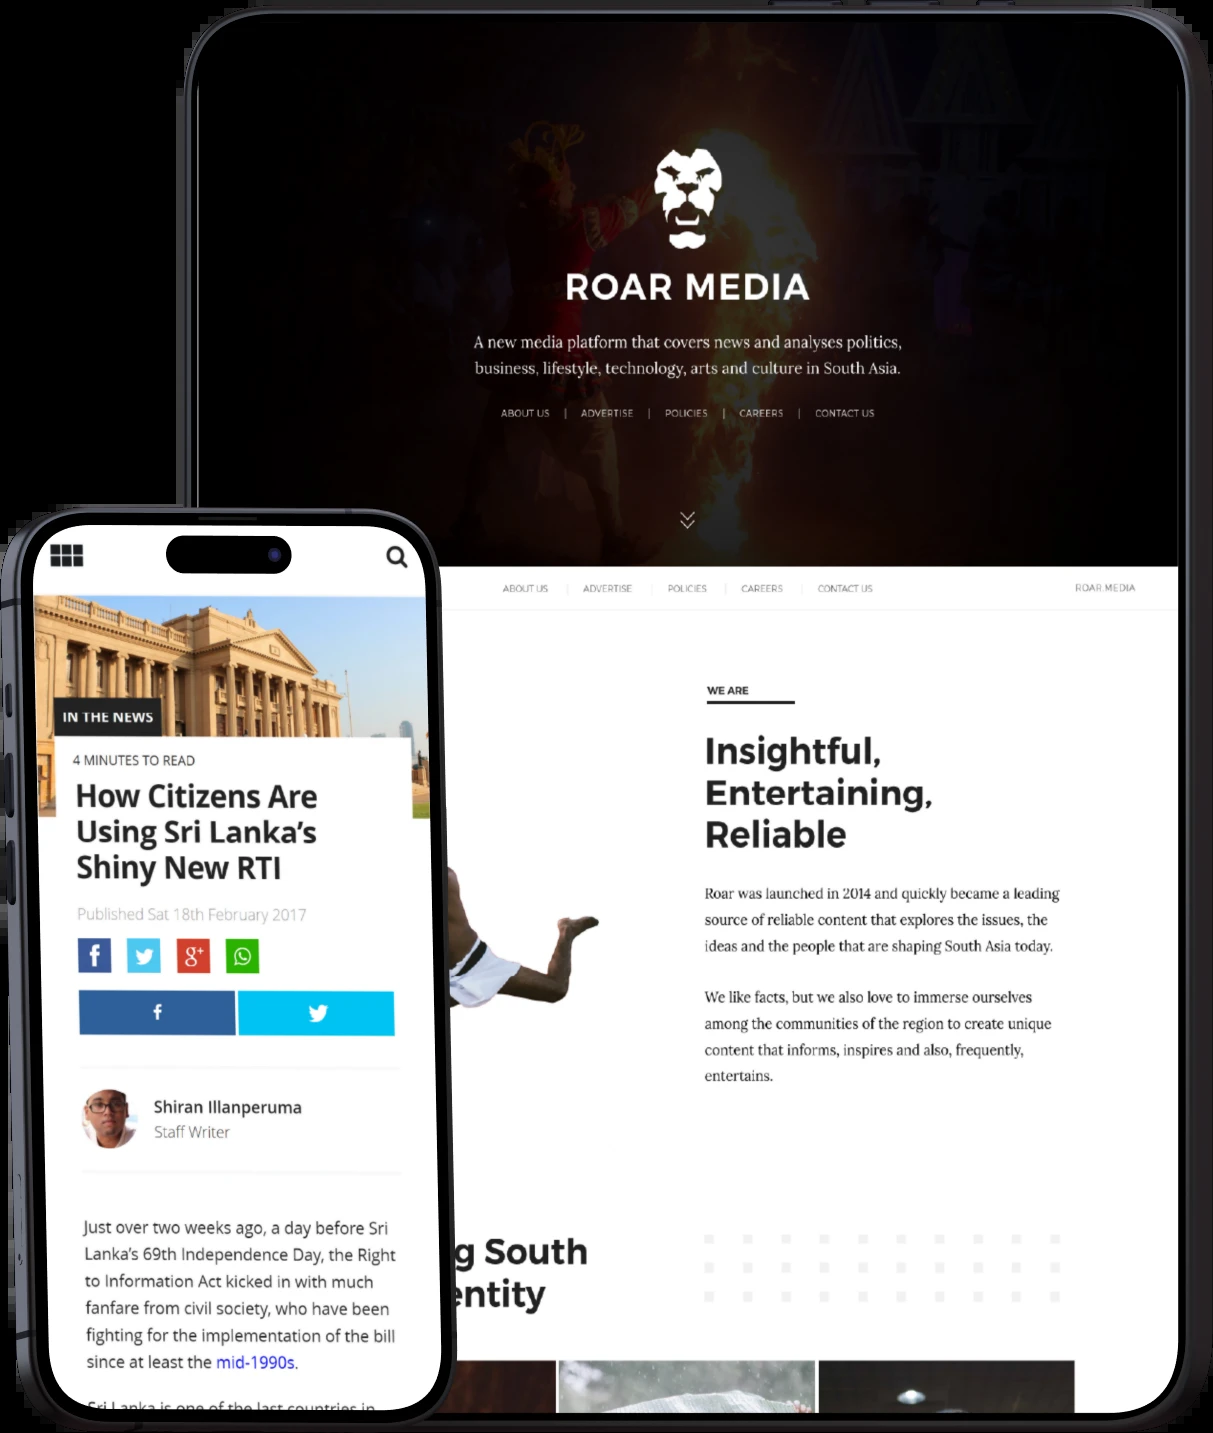 ROAR MEDIA
A new media platform that covers news and analyses politics,
business, lifestyle, technology, arts and culture in South Asia.
ABOUT US | ADVERTISE | POLICIES | CAREERS | CONTACT US
ABOUT US | ADVERTISE | POLICIES | CAREERS | CONTACT US
ROAR.MEDIA
WE ARE
Insightful,
Entertaining,
Reliable
Roar was launched in 2014 and quickly became a leading
source of reliable content that explores the issues, the
ideas and the people that are shaping South Asia today.
We like facts, but we also love to immerse ourselves
among the communities of the region to create unique
content that informs, inspires and also, frequently,
entertains.
g South
entity
IN THE NEWS
4 MINUTES TO READ
How Citizens Are
Using Sri Lanka’s
Shiny New RTI
Published Sat 18th February 2017
Shiran Illanperuma
Staff Writer
Just over two weeks ago, a day before Sri
Lanka’s 69th Independence Day, the Right
to Information Act kicked in with much
fanfare from civil society, who have been
fighting for the implementation of the bill
since at least the mid-1990s.
Sri Lanka is one of the last countries in